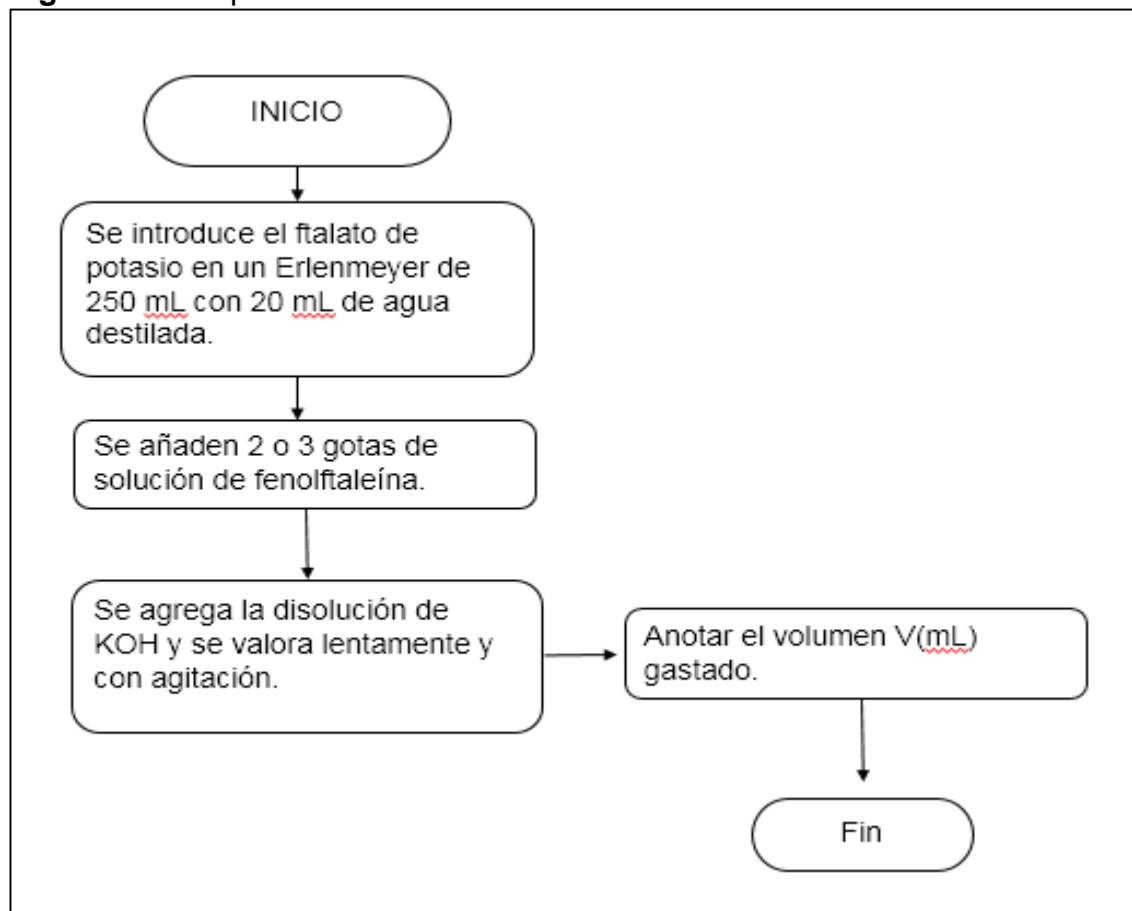 INICIO
Se introduce el ftalato de
potasio en un Erlenmeyer de
250 mL con 20 mL de agua
destilada.
Se añaden 2 o 3 gotas de
solución de fenolftaleína.
Se agrega la disolución de
KOH y se valora lentamente y
con agitación.
Anotar el volumen V(mL)
gastado.
Fin